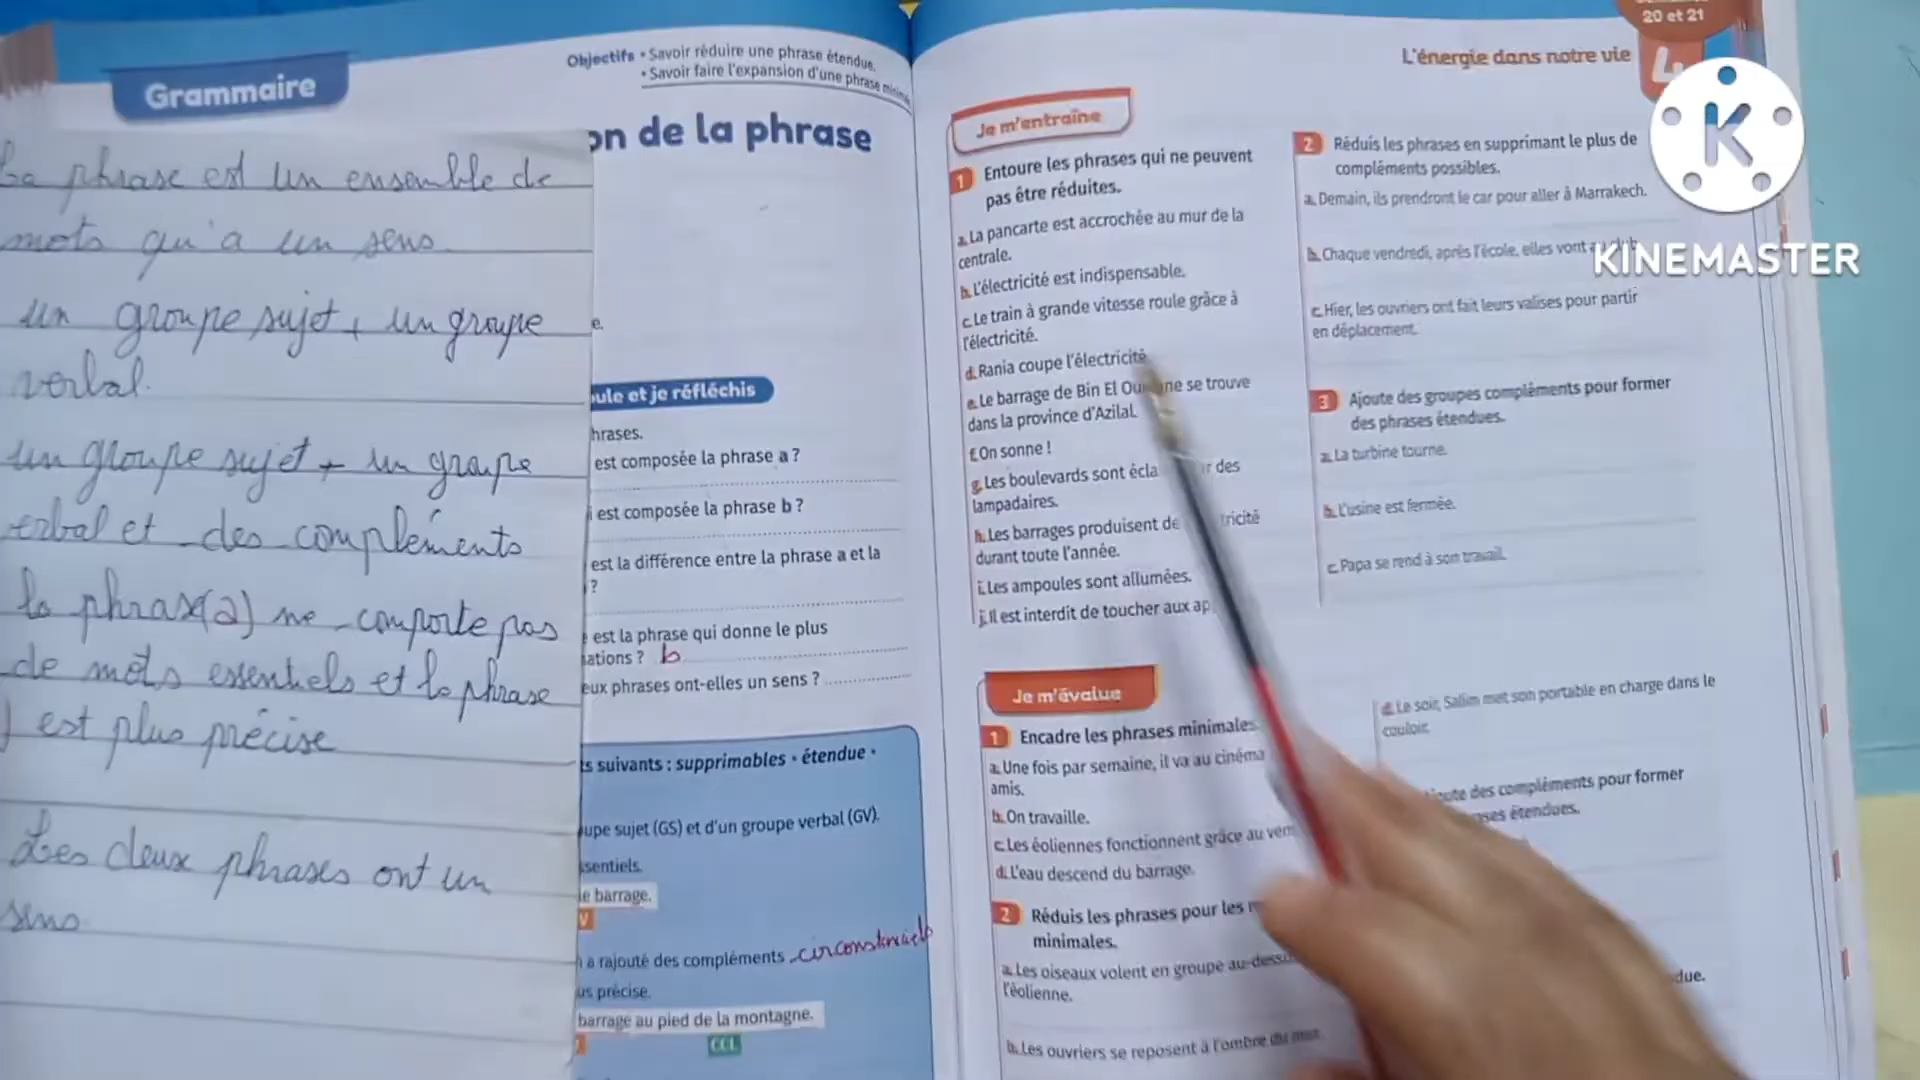 Grammaire
Objectifs • Savoir réduire une phrase étendue.
• Savoir faire l'expansion d'une phrase
on de la phrase
La phrase est un ensemble de
mots qu'a un sens
un groupe sujet + un groupe
verbal.
un groupe sujet + un groupe
erbal et des compléments
la phrase(a) ne comporte pas
de mots essentiels et la phrase
) est plus précise
Les deux phrases ont un
sens
e.
ule et je réfléchis
hrases.
est composée la phrase a ?
i est composée la phrase b ?
est la différence entre la phrase a et la
?
est la phrase qui donne le plus
ations ? b
eux phrases ont-elles un sens ?
ts suivants : supprimables • étendue •
upe sujet (GS) et d'un groupe verbal (GV).
sentiels.
e barrage.
V
a rajouté des compléments circonstanciels
us précise.
barrage au pied de la montagne.
CCL
20 et 21
L'énergie dans notre vie
4
Je m'entraîne
1 Entoure les phrases qui ne peuvent
pas être réduites.
a. La pancarte est accrochée au mur de la
centrale.
b. L'électricité est indispensable.
c. Le train à grande vitesse roule grâce à
l'électricité.
d. Rania coupe l'électricité
e. Le barrage de Bin El Ou ne se trouve
dans la province d'Azilal.
f. On sonne !
g. Les boulevards sont écla r des
lampadaires.
h. Les barrages produisent de tricité
durant toute l'année.
i. Les ampoules sont allumées.
j. Il est interdit de toucher aux ap
2 Réduis les phrases en supprimant le plus de
compléments possibles.
a. Demain, ils prendront le car pour aller à Marrakech.
b. Chaque vendredi, après l'école, elles vont au club
c. Hier, les ouvriers ont fait leurs valises pour partir
en déplacement.
3 Ajoute des groupes compléments pour former
des phrases étendues.
a. La turbine tourne.
b. L'usine est fermée.
c. Papa se rend à son travail.
Je m'évalue
1 Encadre les phrases minimales.
a. Une fois par semaine, il va au cinéma
amis.
b. On travaille.
c. Les éoliennes fonctionnent grâce au ven
d. L'eau descend du barrage.
2 Réduis les phrases pour les r
minimales.
a. Les oiseaux volent en groupe au-dessu
l'éolienne.
b. Les ouvriers se reposent à l'ombre du mur.
d. Le soir, Salim met son portable en charge dans le
couloir.
oute des compléments pour former
ases étendues.
due.
K
KINEMASTER